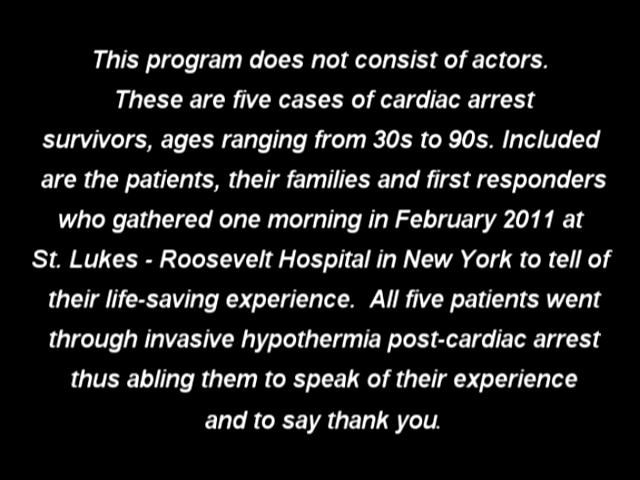 This program does not consist of actors.
These are five cases of cardiac arrest
survivors, ages ranging from 30s to 90s. Included
are the patients, their families and first responders
who gathered one morning in February 2011 at
St. Lukes - Roosevelt Hospital in New York to tell of
their life-saving experience.  All five patients went
through invasive hypothermia post-cardiac arrest
thus abling them to speak of their experience
and to say thank you.